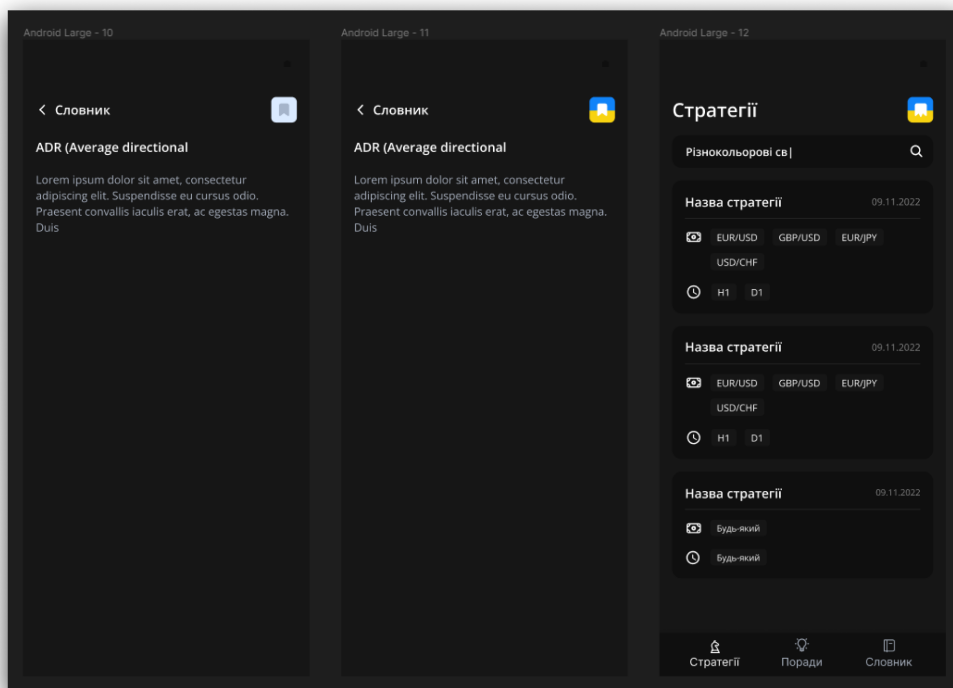 Android Large - 10
Словник
ADR (Average directional
Lorem ipsum dolor sit amet, consectetur
adipiscing elit. Suspendisse eu cursus odio.
Praesent convallis iaculis erat, ac egestas magna.
Duis
Android Large - 11
Словник
ADR (Average directional
Lorem ipsum dolor sit amet, consectetur
adipiscing elit. Suspendisse eu cursus odio.
Praesent convallis iaculis erat, ac egestas magna.
Duis
Android Large - 12
Стратегії
Різнокольорові св|
Назва стратегії 09.11.2022
EUR/USD GBP/USD EUR/JPY
USD/CHF
H1 D1
Назва стратегії 09.11.2022
EUR/USD GBP/USD EUR/JPY
USD/CHF
H1 D1
Назва стратегії 09.11.2022
Будь-який
Будь-який
Стратегії Поради Словник